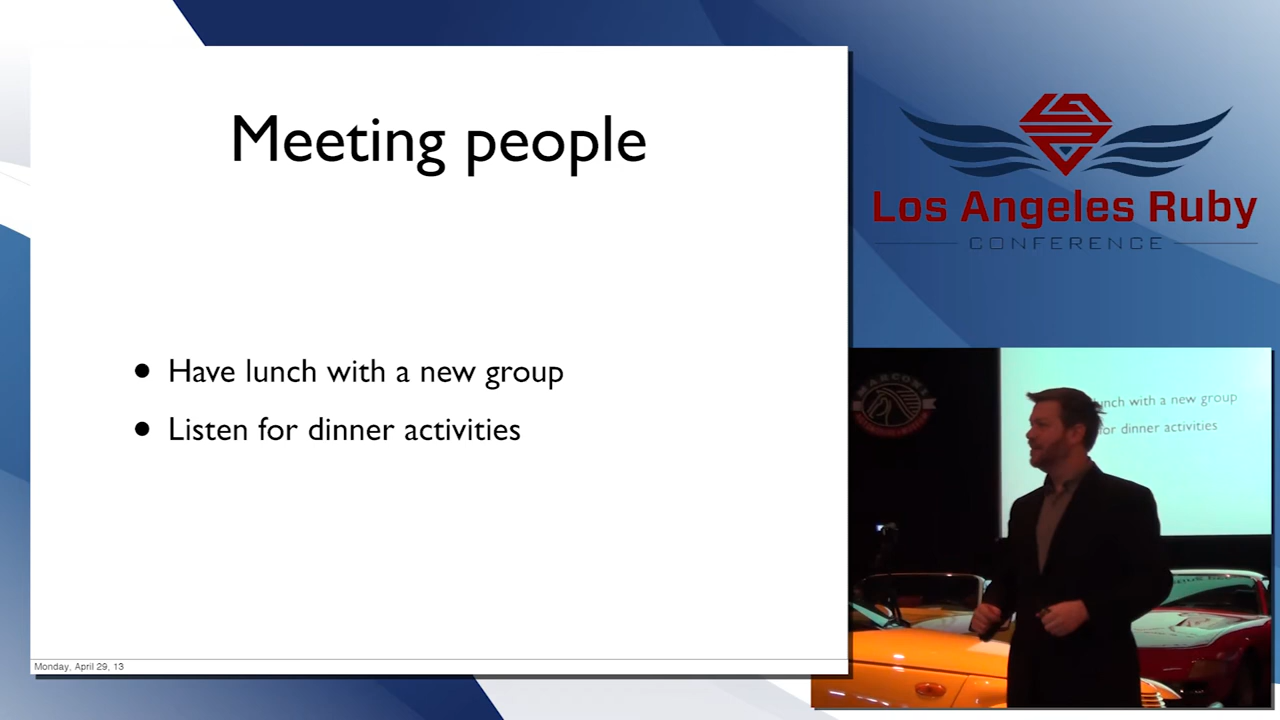 Meeting people
• Have lunch with a new group
• Listen for dinner activities
Monday, April 29, 13
Los Angeles Ruby
CONFERENCE
MARCONI
lunch with a new group
for dinner activities